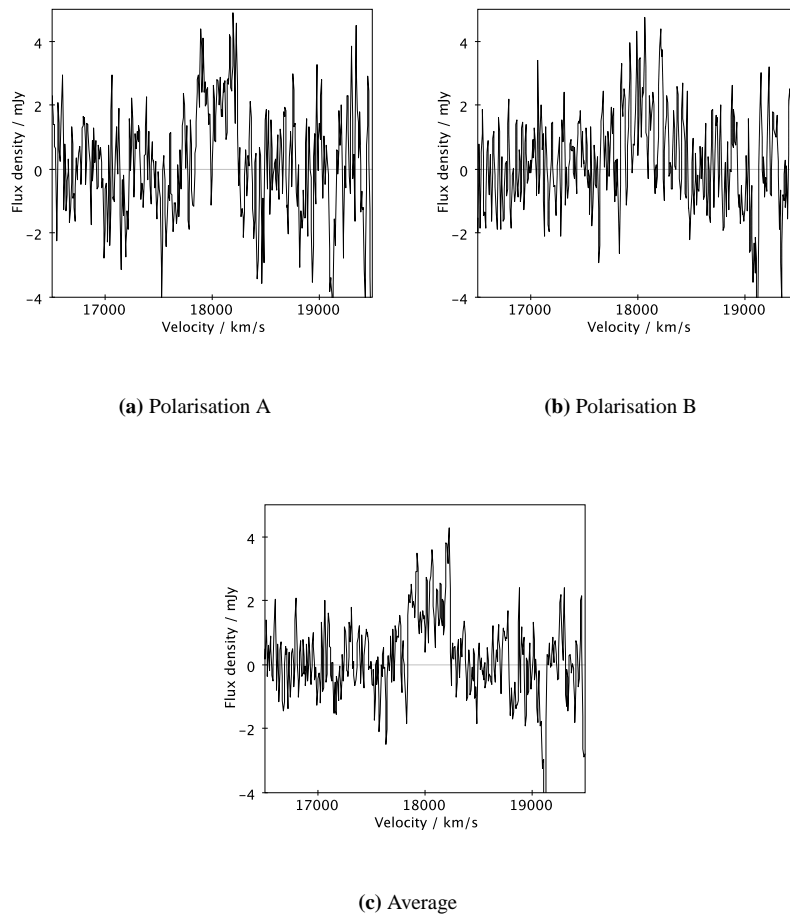 4
2
0
−2
−4
Flux density / mJy
17000 18000 19000
Velocity / km/s
(a) Polarisation A
4
2
0
−2
−4
Flux density / mJy
17000 18000 19000
Velocity / km/s
(b) Polarisation B
4
2
0
−2
−4
Flux density / mJy
17000 18000 19000
Velocity / km/s
(c) Average